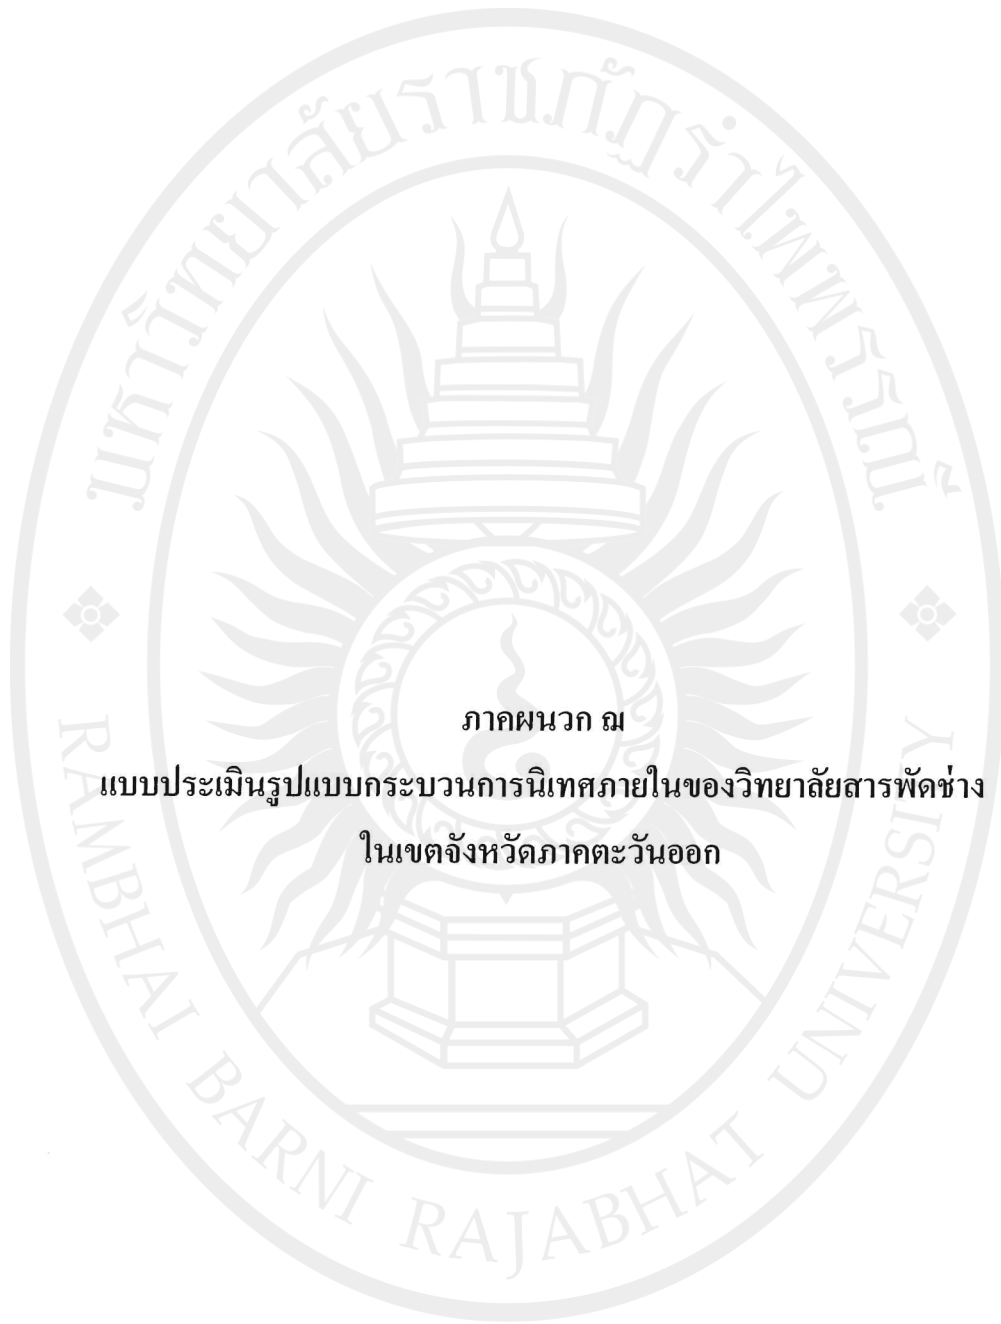 มหาวิทยาลัยราชภัฏรำไพพรรณี
ภาคผนวก ฌ
แบบประเมินรูปแบบกระบวนการนิเทศภายในของวิทยาลัยสารพัดช่าง
ในเขตจังหวัดภาคตะวันออก
RAMBHAI BARNI RAJABHAT UNIVERSITY